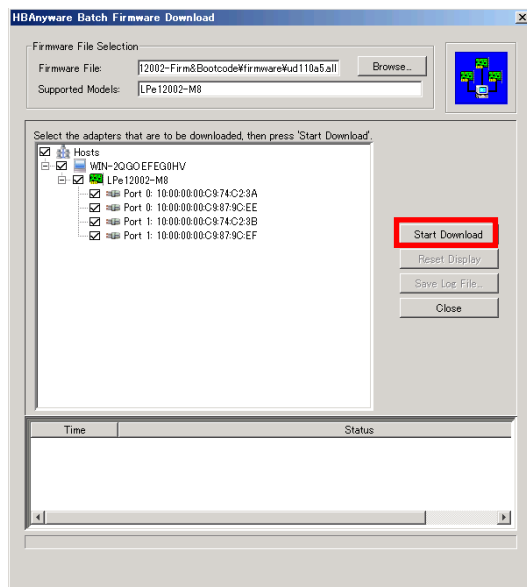 HBAnyware Batch Firmware Download
Firmware File Selection
Firmware File: 12002-Firm&Bootcode¥firmware¥ud110a5.all Browse...
Supported Models: LPe12002-M8
Select the adapters that are to be downloaded, then press 'Start Download'.
Hosts
WIN-2QGOEFEG0HV
LPe12002-M8
Port 0: 10:00:00:00:C9:74:C2:3A
Port 0: 10:00:00:00:C9:87:9C:EE
Port 1: 10:00:00:00:C9:74:C2:3B
Port 1: 10:00:00:00:C9:87:9C:EF
Start Download
Reset Display
Save Log File...
Close
Time Status